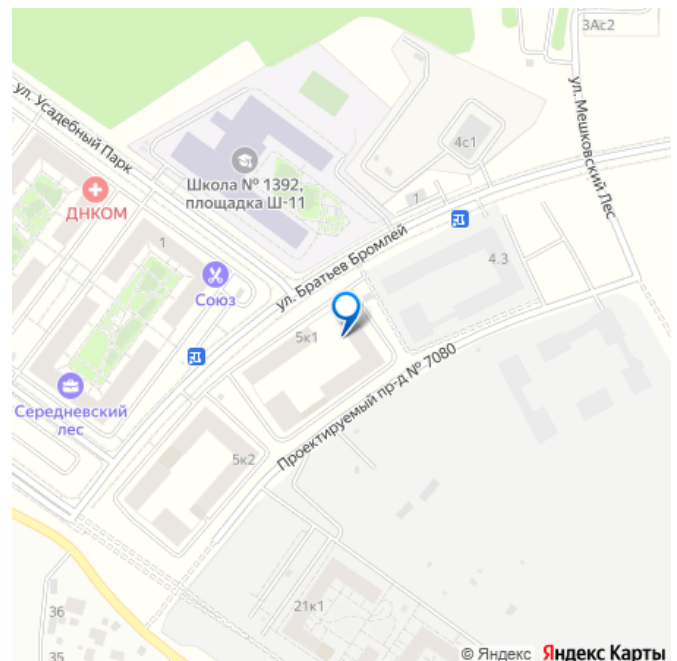 3Ас2
ул. Усадебный Парк
ул. Мешковский Лес
4с1
Школа № 1392,
площадка Ш-11
ДНКОМ
1
1
ул. Братьев Бромлей
4.3
Союз
5к1
Проектируемый пр-д № 7080
Середневский
лес
5к2
21к1
36
35
© Яндекс Яндекс Карты